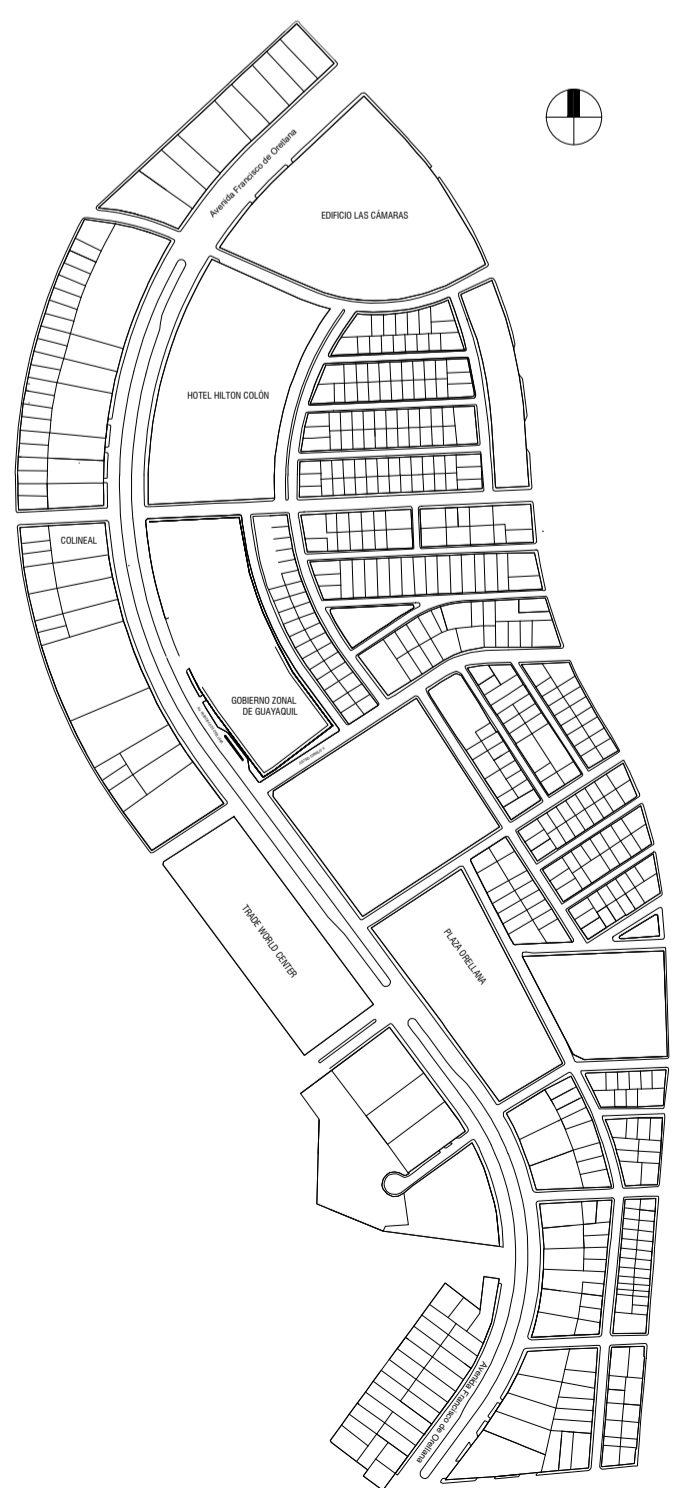 Avenida Francisco de Orellana
EDIFICIO LAS CÁMARAS
HOTEL HILTON COLÓN
COLINEAL
GOBIERNO ZONAL
DE GUAYAQUIL
TRADE WORLD CENTER
PLAZA ORELLANA
Avenida Francisco de Orellana